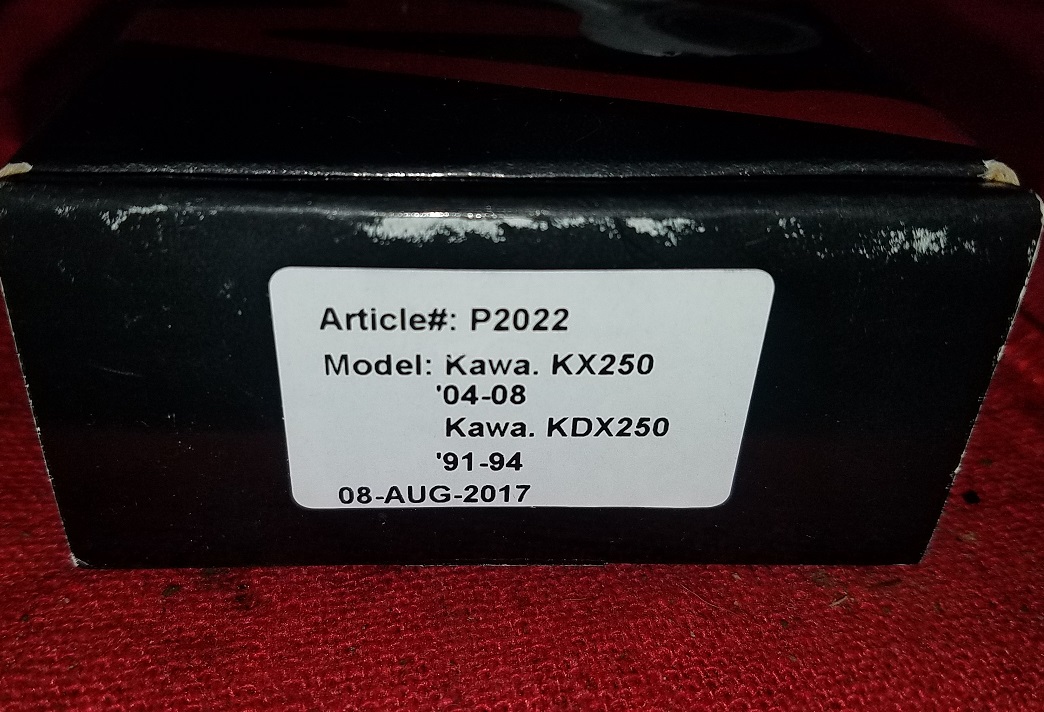 Article#: P2022
Model: Kawa. KX250
'04-08
Kawa. KDX250
'91-94
08-AUG-2017